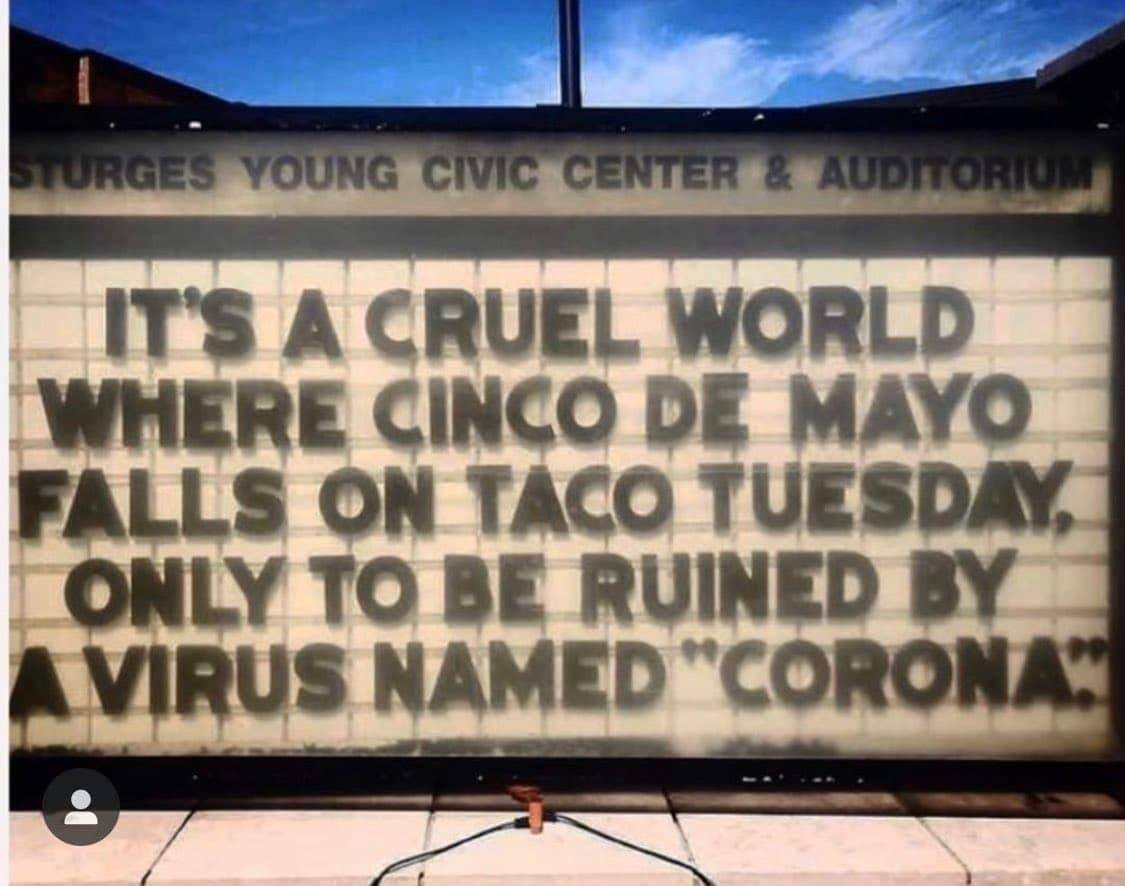 STURGES YOUNG CIVIC CENTER & AUDITORIUM
IT'S A CRUEL WORLD
WHERE CINCO DE MAYO
FALLS ON TACO TUESDAY,
ONLY TO BE RUINED BY
A VIRUS NAMED "CORONA".